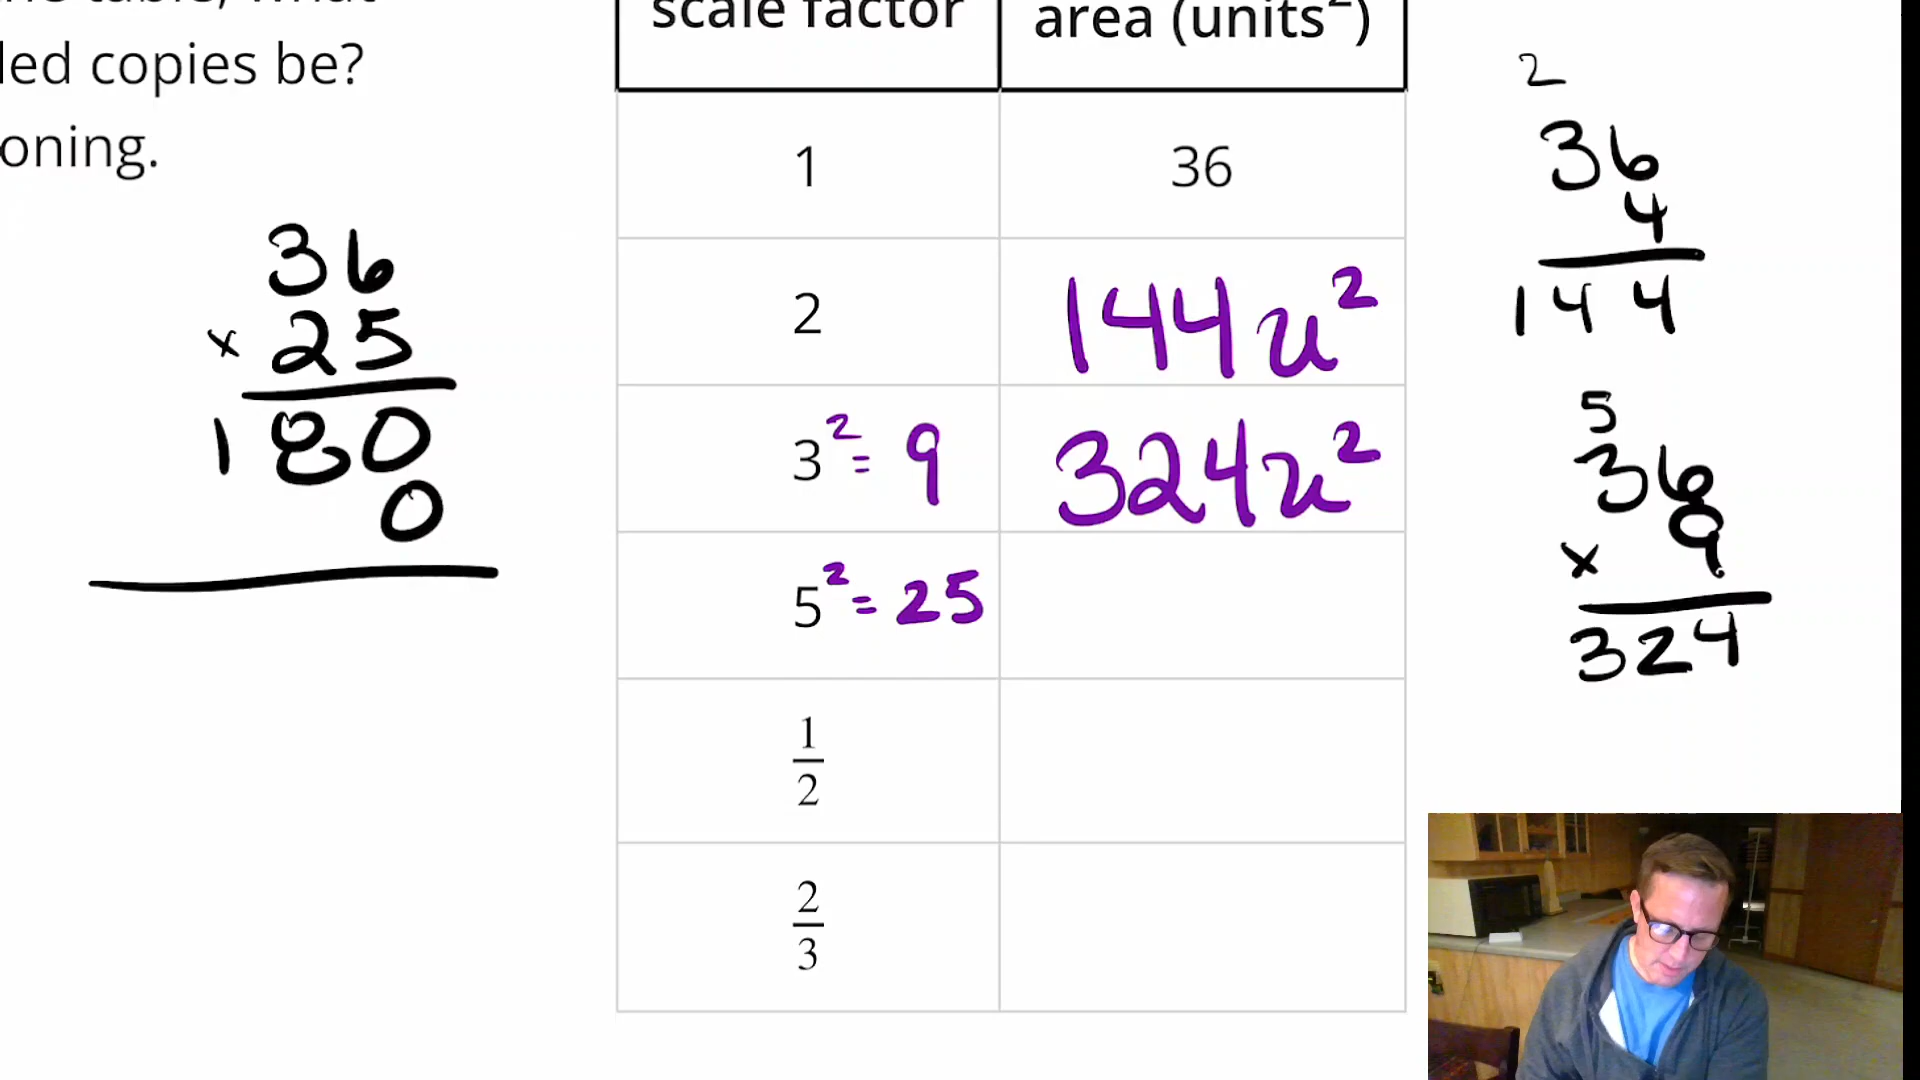 led copies be?
oning.
scale factor
area (units²)
1
36
2
144u²
3² = 9
324u²
5² = 25
1/2
2/3
36
x 25
180
0
2
36
4
144
5
36
x 9
324